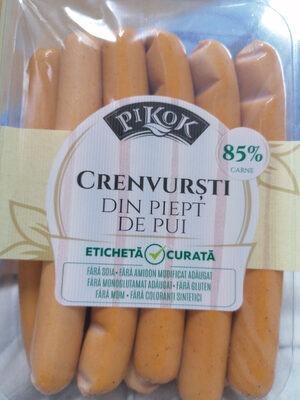 PIKOK
85%
CARNE
CRENVURȘTI
DIN PIEPT
DE PUI
ETICHETĂ CURATĂ
FĂRĂ SOIA • FĂRĂ AMIDON MODIFICAT ADĂUGAT
FĂRĂ MONOGLUTAMAT ADĂUGAT • FĂRĂ GLUTEN
FĂRĂ MDM • FĂRĂ COLORANȚI SINTETICI